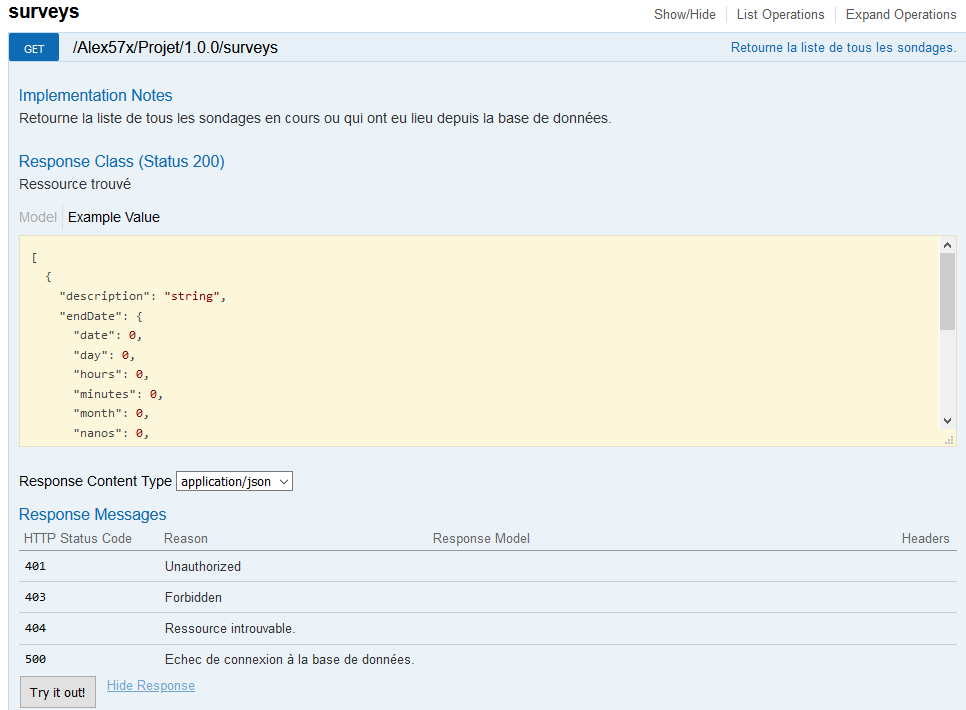 surveys
Show/Hide List Operations Expand Operations
GET /Alex57x/Projet/1.0.0/surveys Retourne la liste de tous les sondages.
Implementation Notes
Retourne la liste de tous les sondages en cours ou qui ont eu lieu depuis la base de données.
Response Class (Status 200)
Ressource trouvé
Model Example Value
[
{
"description": "string",
"endDate": {
"date": 0,
"day": 0,
"hours": 0,
"minutes": 0,
"month": 0,
"nanos": 0,
Response Content Type application/json
Response Messages
HTTP Status Code Reason Response Model Headers
401 Unauthorized
403 Forbidden
404 Ressource introuvable.
500 Echec de connexion à la base de données.
Try it out! Hide Response